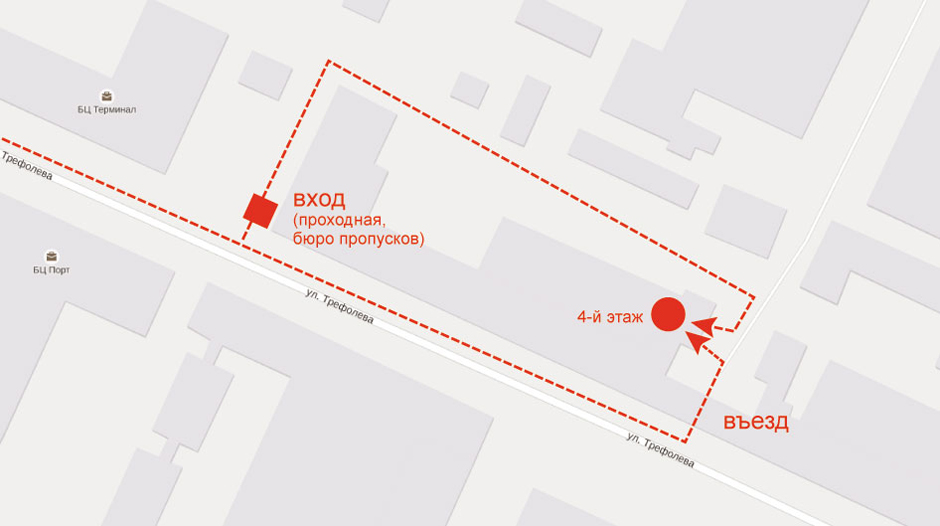 БЦ Терминал
Трефолева
ВХОД
(проходная,
бюро пропусков)
БЦ Порт
ул. Трефолева
4-й этаж
ВЪЕЗД
ул. Трефолева